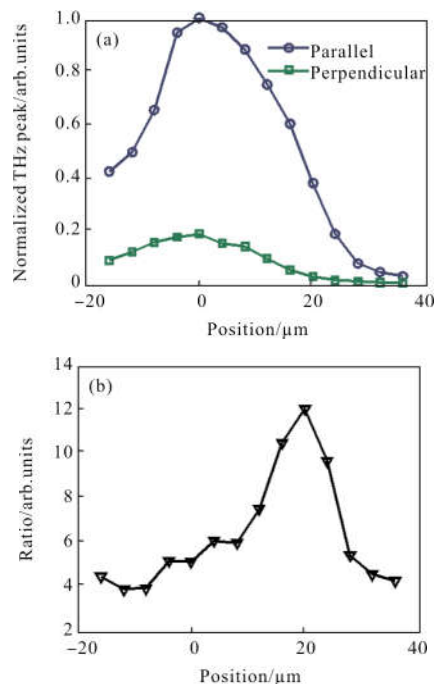 1.0
(a)
Parallel
Perpendicular
0.8
0.6
0.4
0.2
0
Normalized THz peak/arb.units
−20
0
20
40
Position/μm
14
(b)
12
10
8
6
4
2
Ratio/arb.units
−20
0
20
40
Position/μm